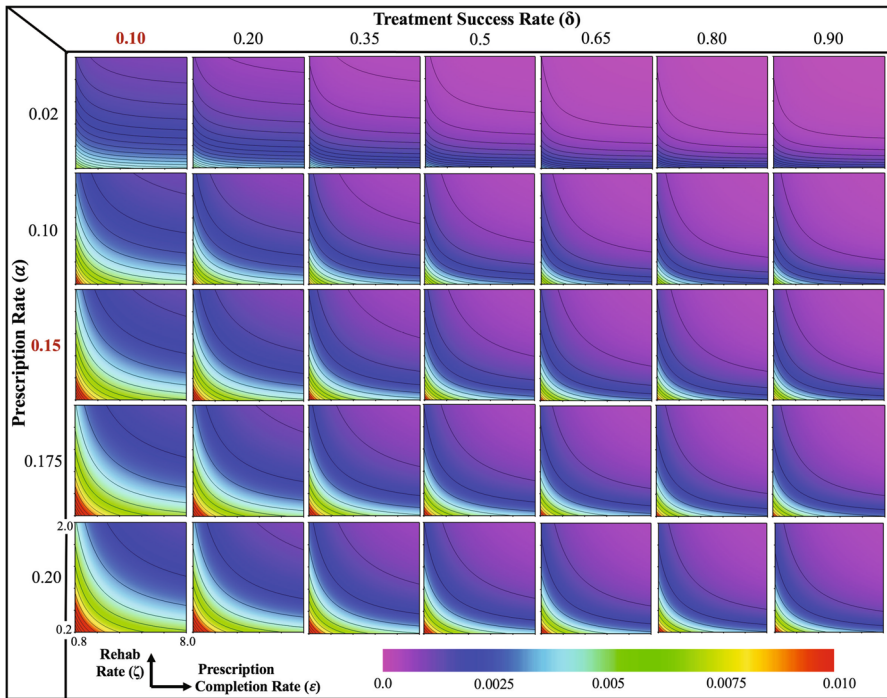 Treatment Success Rate (δ)
0.10 0.20 0.35 0.5 0.65 0.80 0.90
Prescription Rate (α)
0.02
0.10
0.15
0.175
0.20
2.0
0.2
0.8 8.0
Rehab
Rate (ζ)
Prescription
Completion Rate (ε)
0.0 0.0025 0.005 0.0075 0.010